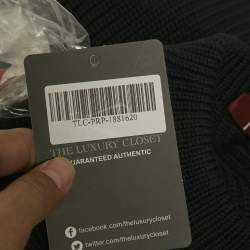 TLC-PRP-1881620
THE LUXURY CLOSET
GUARANTEED AUTHENTIC
facebook.com/theluxurycloset
twitter.com/theluxurycloset